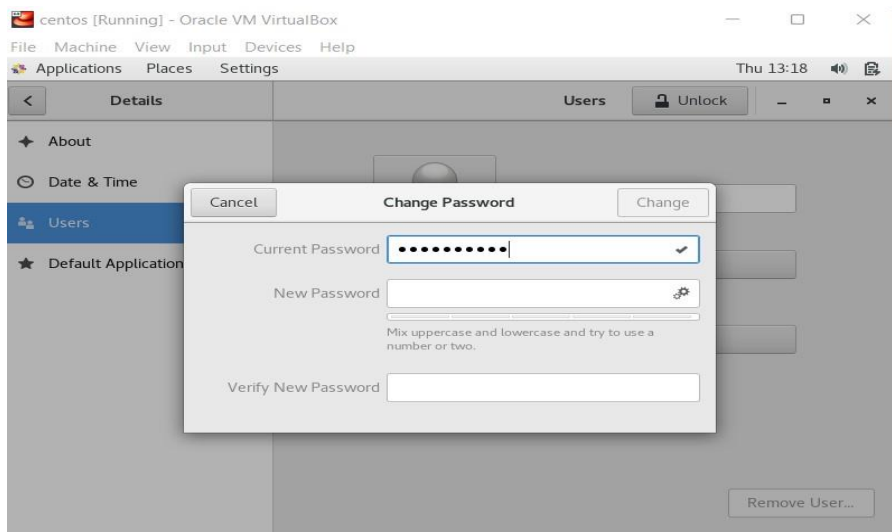 centos [Running] - Oracle VM VirtualBox
File Machine View Input Devices Help
Applications Places Settings Thu 13:18
Details Users Unlock
About
Date & Time
Users
Default Application
Cancel Change Password Change
Current Password ●●●●●●●●●●
New Password
Mix uppercase and lowercase and try to use a
number or two.
Verify New Password
Remove User...